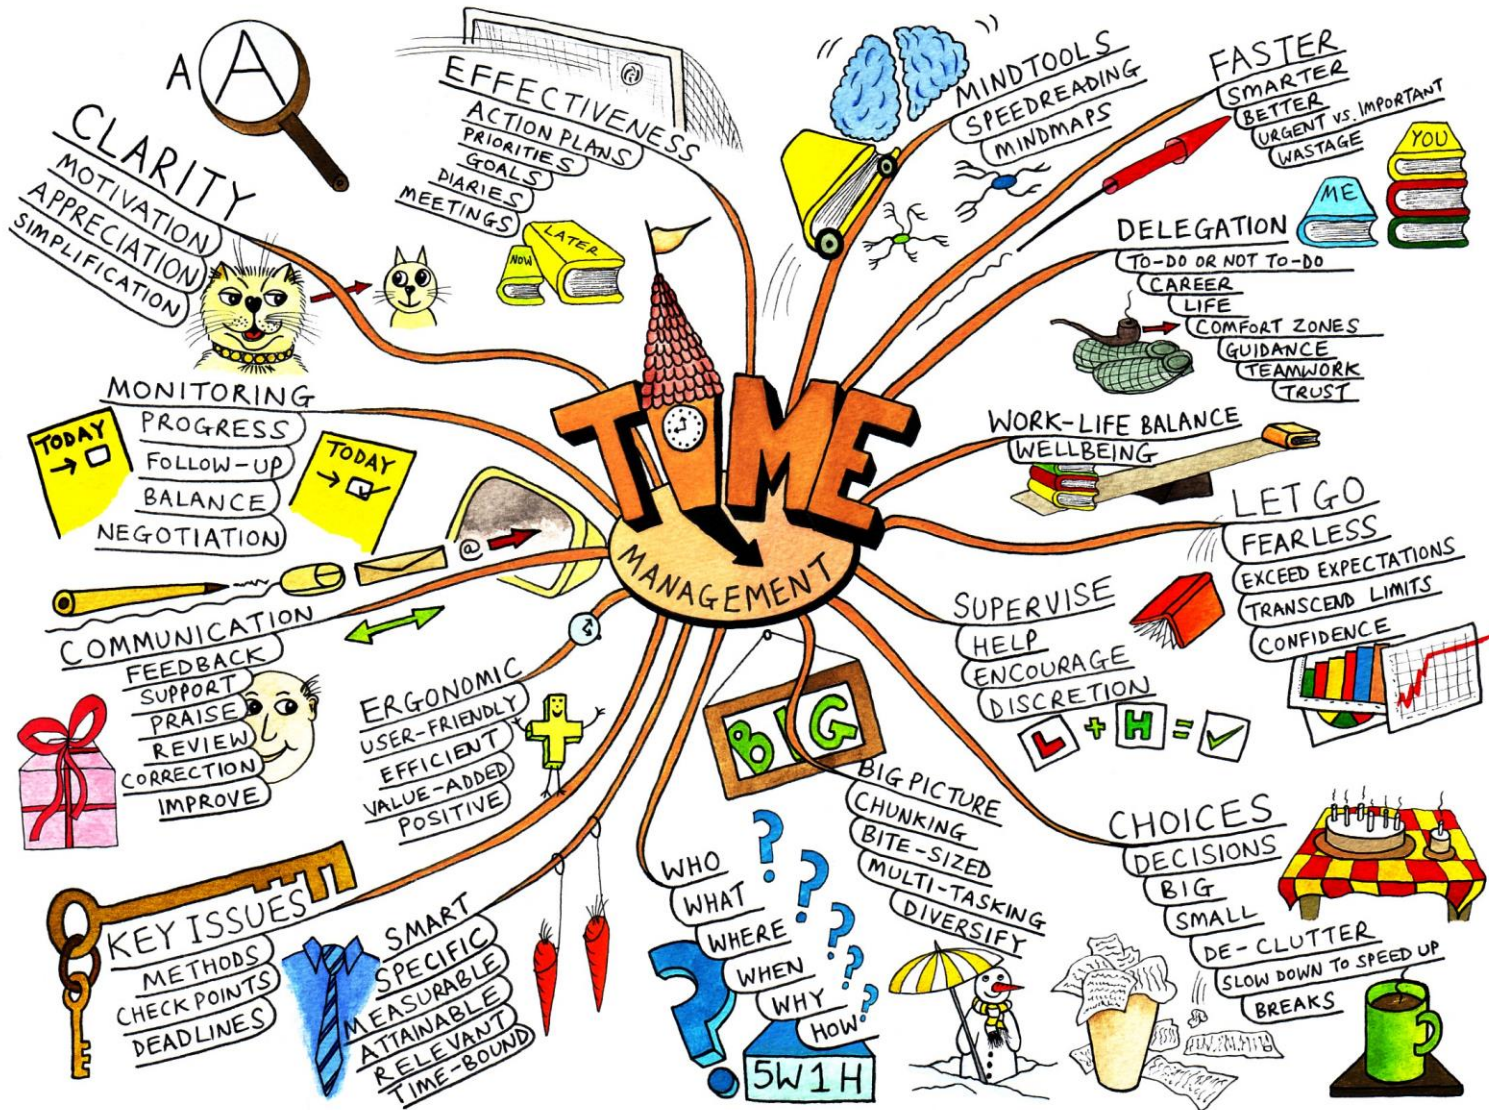 TIME
MANAGEMENT
A
A
CLARITY
MOTIVATION
APPRECIATION
SIMPLIFICATION
EFFECTIVENESS
ACTION PLANS
PRIORITIES
GOALS
DIARIES
MEETINGS
NOW
LATER
MINDTOOLS
SPEEDREADING
MINDMAPS
FASTER
SMARTER
BETTER
URGENT VS. IMPORTANT
WASTAGE
YOU
ME
DELEGATION
TO-DO OR NOT TO-DO
CAREER
LIFE
COMFORT ZONES
GUIDANCE
TEAMWORK
TRUST
WORK-LIFE BALANCE
WELLBEING
LET GO
FEARLESS
EXCEED EXPECTATIONS
TRANSCEND LIMITS
CONFIDENCE
SUPERVISE
HELP
ENCOURAGE
DISCRETION
L + H =
CHOICES
DECISIONS
BIG
SMALL
DE-CLUTTER
SLOW DOWN TO SPEED UP
BREAKS
BIG
BIG PICTURE
CHUNKING
BITE-SIZED
MULTI-TASKING
DIVERSIFY
WHO
WHAT
WHERE
WHEN
WHY
HOW
? ? ? ? ? ? ?
5W1H
SMART
SPECIFIC
MEASURABLE
ATTAINABLE
RELEVANT
TIME-BOUND
KEY ISSUES
METHODS
CHECKPOINTS
DEADLINES
ERGONOMIC
USER-FRIENDLY
EFFICIENT
VALUE-ADDED
POSITIVE
COMMUNICATION
FEEDBACK
SUPPORT
PRAISE
REVIEW
CORRECTION
IMPROVE
@
MONITORING
PROGRESS
FOLLOW-UP
BALANCE
NEGOTIATION
TODAY
TODAY